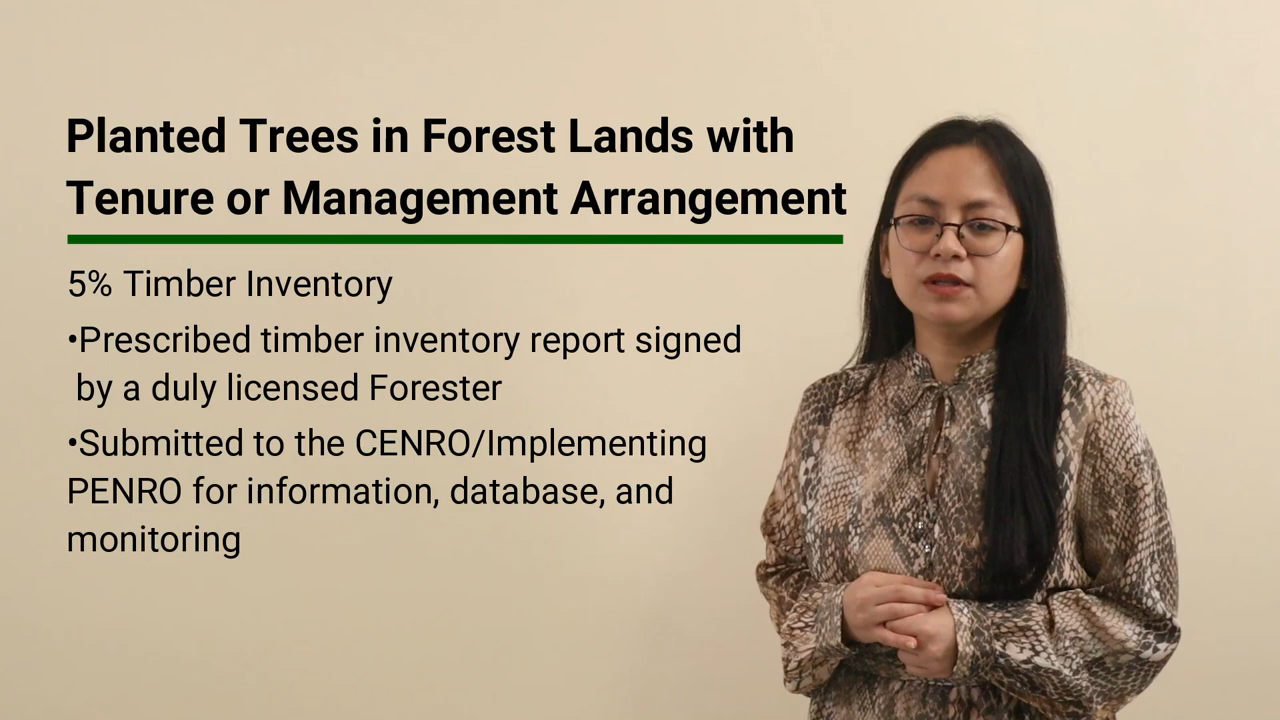 Planted Trees in Forest Lands with
Tenure or Management Arrangement
5% Timber Inventory
•Prescribed timber inventory report signed
by a duly licensed Forester
•Submitted to the CENRO/Implementing
PENRO for information, database, and
monitoring